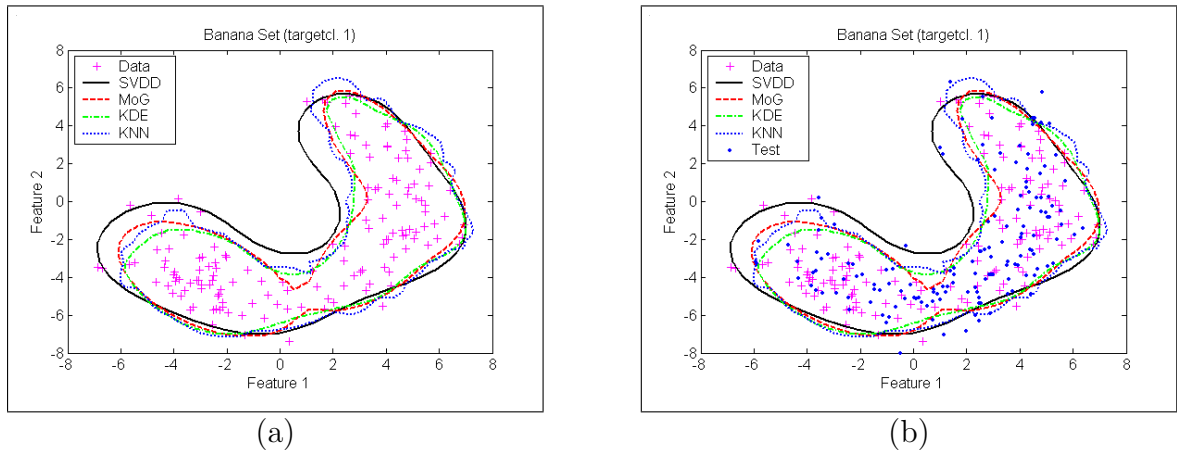 Banana Set (targetcl. 1)
Data
SVDD
MoG
KDE
KNN
8
6
4
2
0
-2
-4
-6
-8
Feature 2
-8 -6 -4 -2 0 2 4 6 8
Feature 1
(a)
Banana Set (targetcl. 1)
Data
SVDD
MoG
KDE
KNN
Test
8
6
4
2
0
-2
-4
-6
-8
Feature 2
-8 -6 -4 -2 0 2 4 6 8
Feature 1
(b)